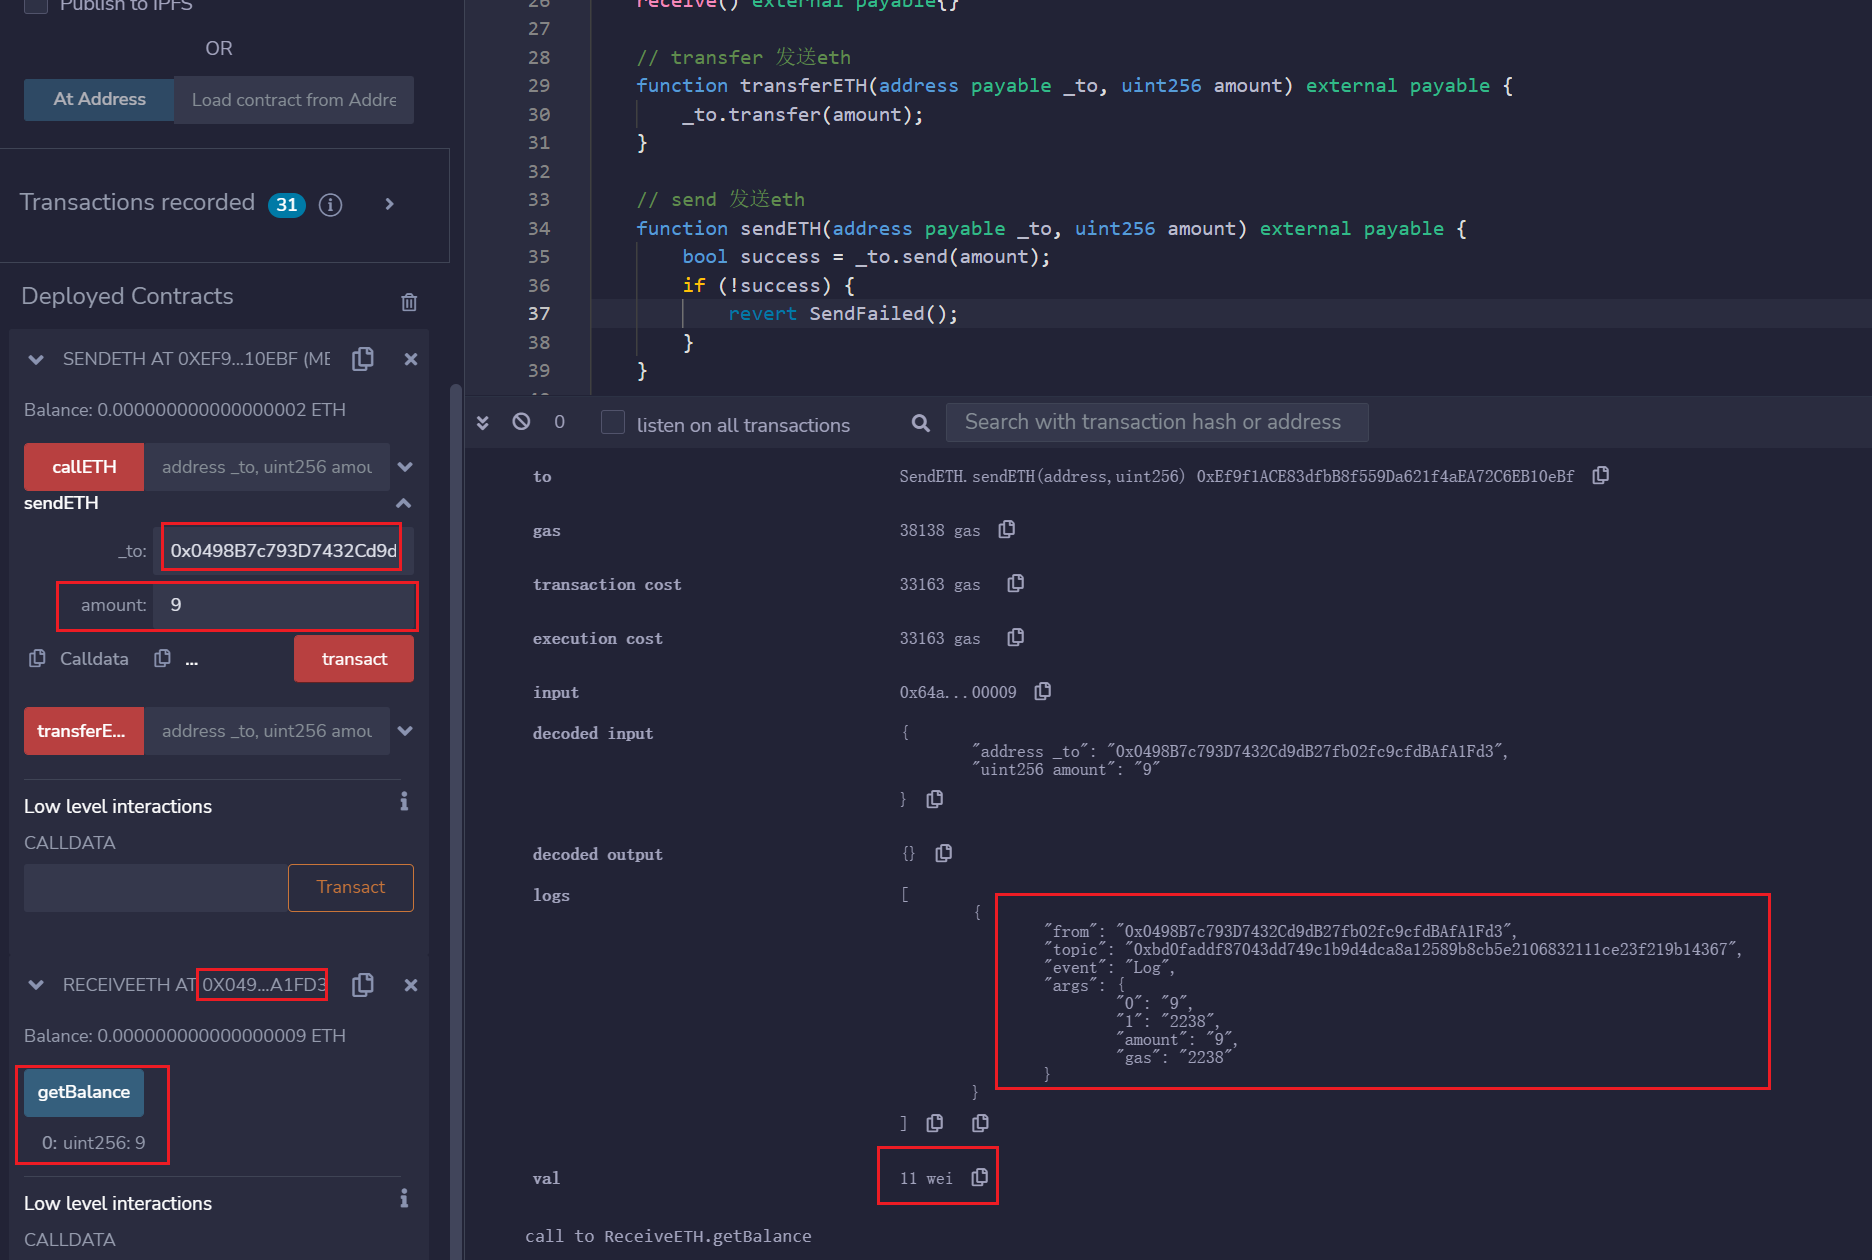 Publish to IPFS
OR
At Address
Load contract from Addre
Transactions recorded 31
Deployed Contracts
SENDETH AT 0XEF9...10EBF (ME
Balance: 0.000000000000000002 ETH
callETH
address _to, uint256 amou
sendETH
_to: 0x0498B7c793D7432Cd9d
amount: 9
Calldata
...
transact
transferE...
address _to, uint256 amou
Low level interactions
CALLDATA
Transact
RECEIVEETH AT 0X049...A1FD3
Balance: 0.000000000000000009 ETH
getBalance
0: uint256: 9
Low level interactions
CALLDATA
26 receive() external payable{}
27
28 // transfer 发送eth
29 function transferETH(address payable _to, uint256 amount) external payable {
30 _to.transfer(amount);
31 }
32
33 // send 发送eth
34 function sendETH(address payable _to, uint256 amount) external payable {
35 bool success = _to.send(amount);
36 if (!success) {
37 revert SendFailed();
38 }
39 }
0 listen on all transactions Search with transaction hash or address
to SendETH.sendETH(address,uint256) 0xEf9f1ACE83dfbB8f559Da621f4aEA72C6EB10eBf
gas 38138 gas
transaction cost 33163 gas
execution cost 33163 gas
input 0x64a...00009
decoded input {
"address _to": "0x0498B7c793D7432Cd9dB27fb02fc9cfdBAfA1Fd3",
"uint256 amount": "9"
}
decoded output {}
logs [
{
"from": "0x0498B7c793D7432Cd9dB27fb02fc9cfdBAfA1Fd3",
"topic": "0xbd0faddf87043dd749c1b9d4dca8a12589b8cb5e2106832111ce23f219b14367",
"event": "Log",
"args": {
"0": "9",
"1": "2238",
"amount": "9",
"gas": "2238"
}
}
]
val 11 wei
call to ReceiveETH.getBalance